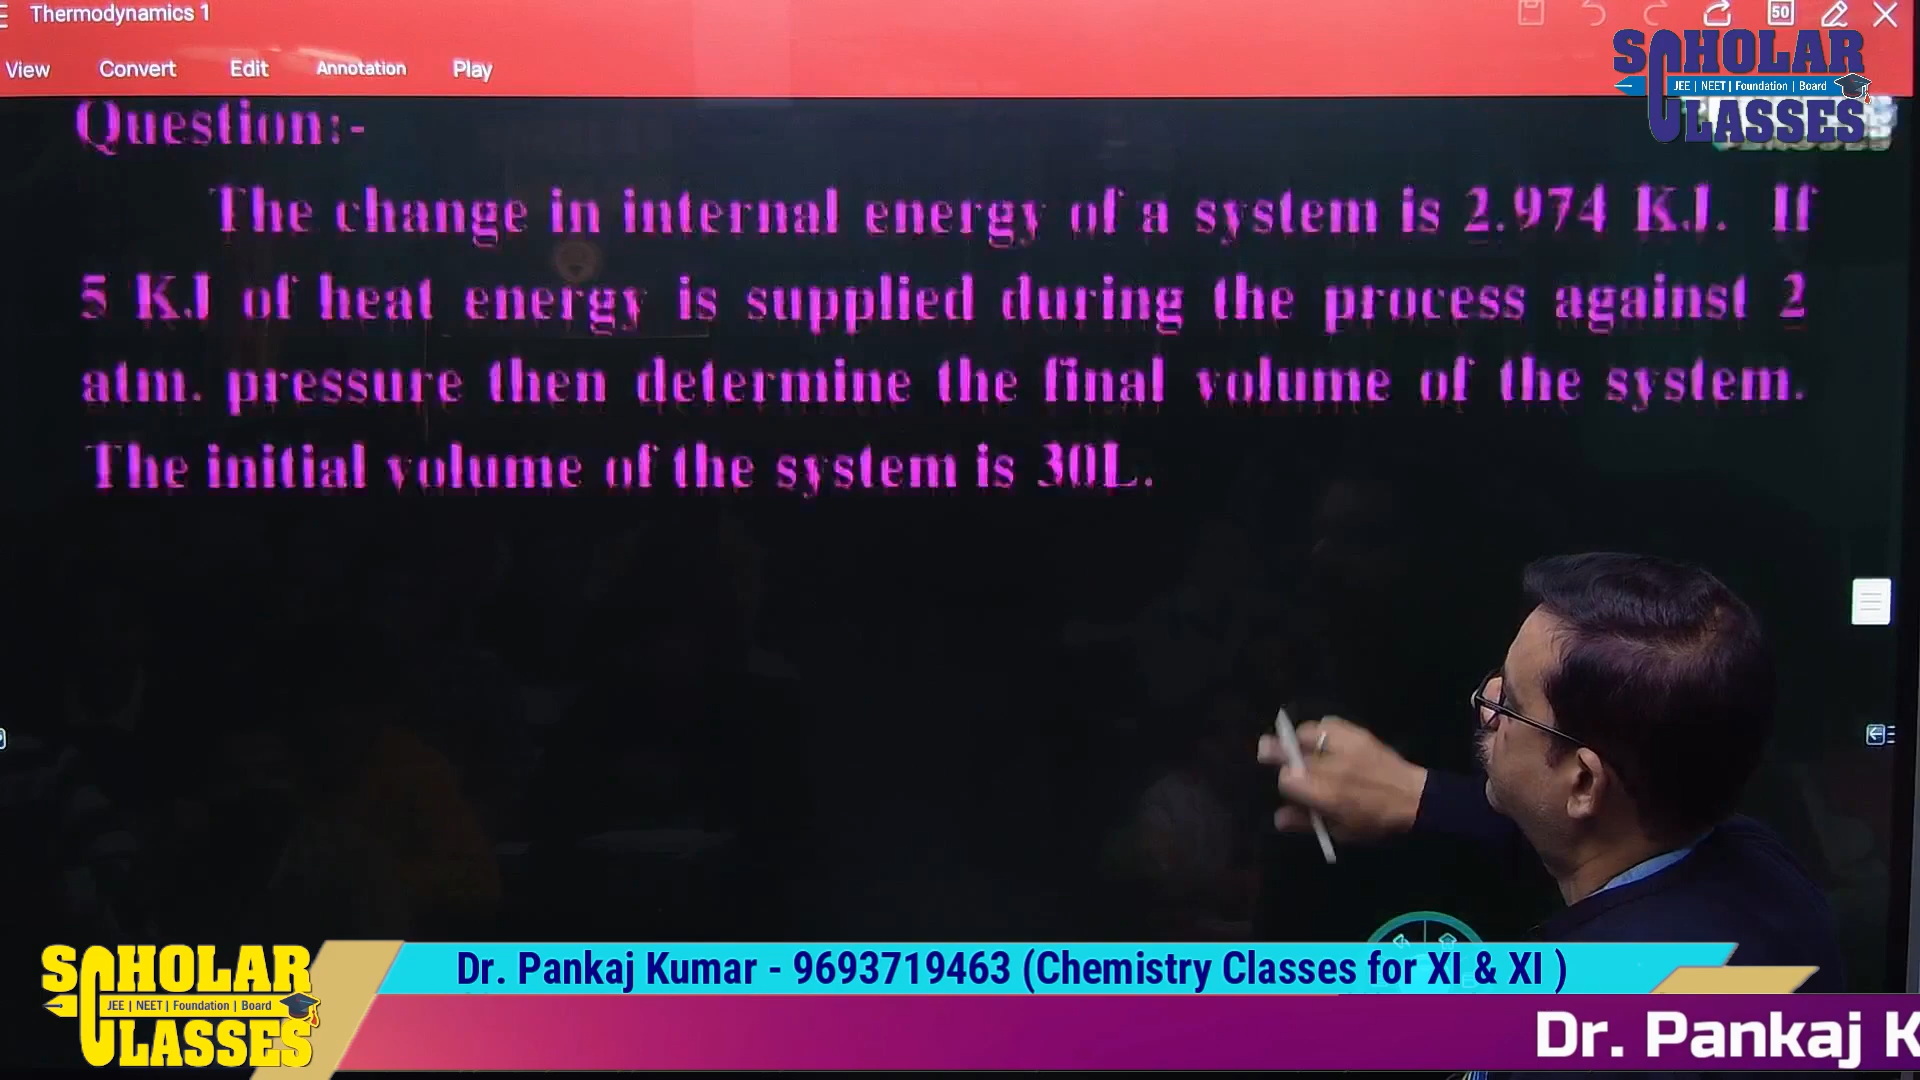 Thermodynamics 1
50
View Convert Edit Annotation Play
SCHOLAR
JEE | NEET | Foundation | Board
CLASSES
Question:-
The change in internal energy of a system is 2.974 KJ. If
5 KJ of heat energy is supplied during the process against 2
atm. pressure then determine the final volume of the system.
The initial volume of the system is 30L.
SCHOLAR
JEE | NEET | Foundation | Board
CLASSES
Dr. Pankaj Kumar - 9693719463 (Chemistry Classes for XI & XI )
Dr. Pankaj K